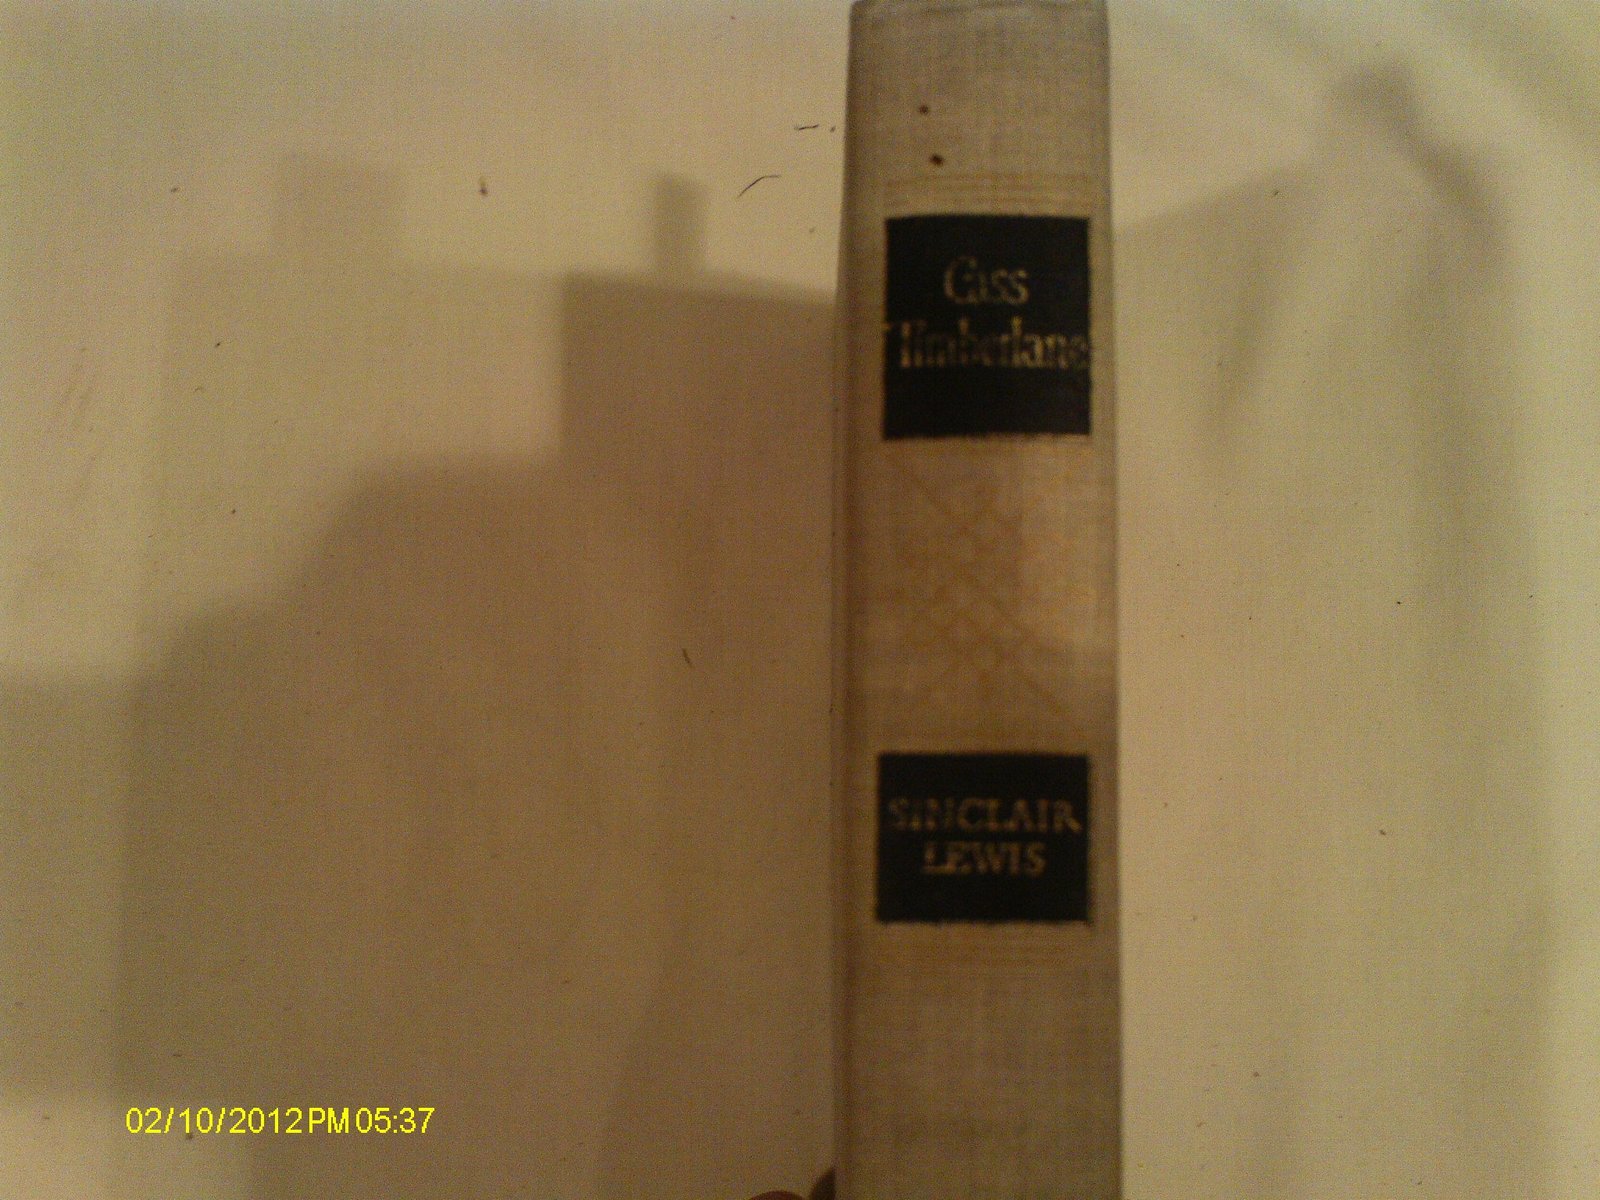 Cass
Timberlane
SINCLAIR
LEWIS
02/10/2012 PM 05:37